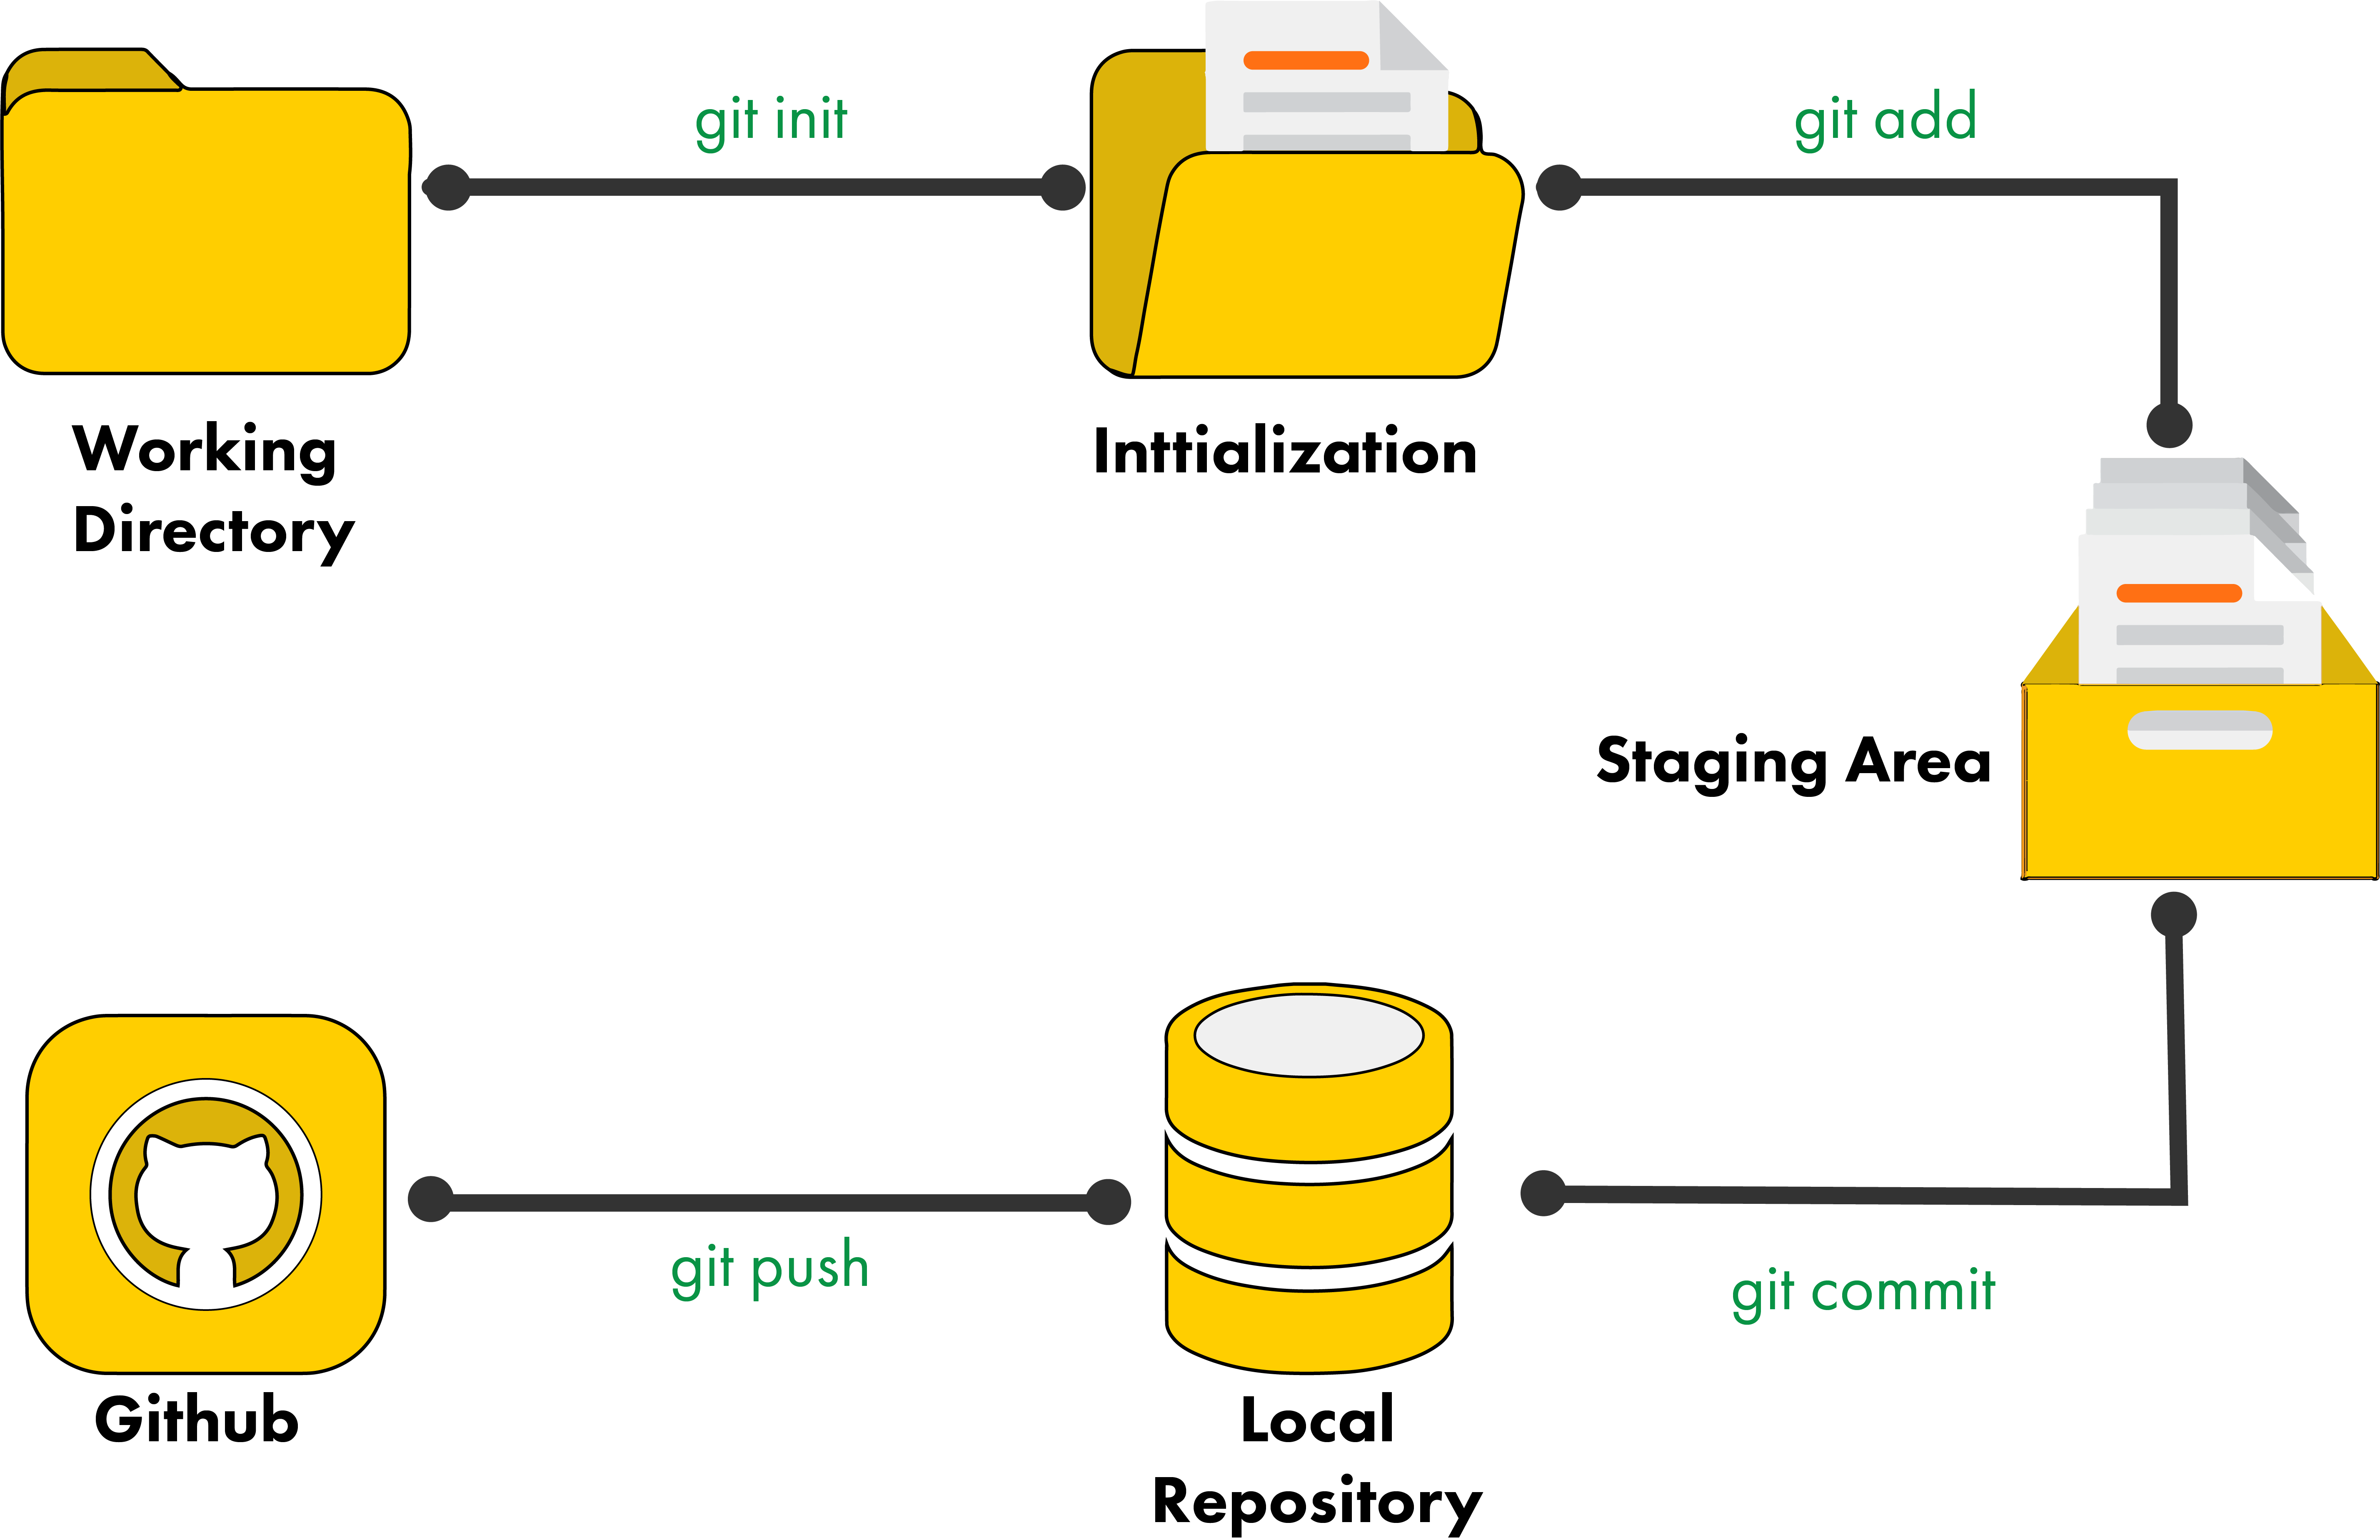 git init
git add
Working
Directory
Inttialization
Staging Area
git push
git commit
Github
Local
Repository